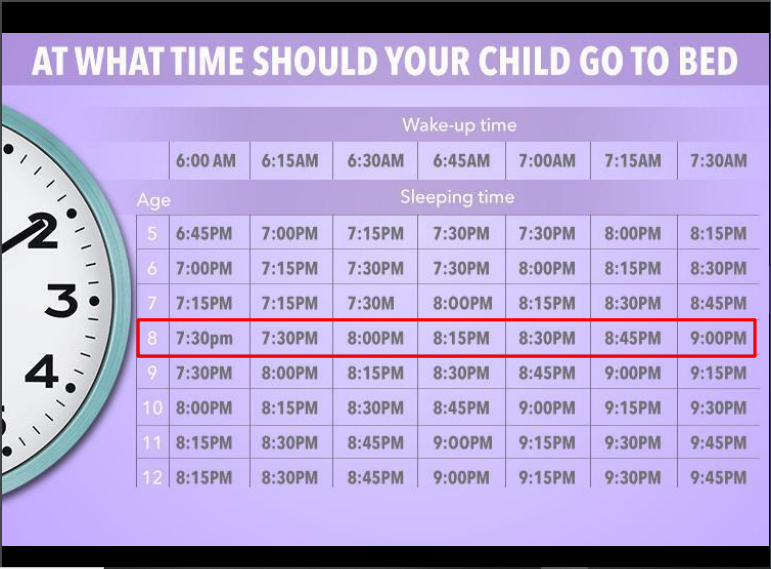 AT WHAT TIME SHOULD YOUR CHILD GO TO BED
Wake-up time
6:00 AM 6:15AM 6:30AM 6:45AM 7:00AM 7:15AM 7:30AM
Age Sleeping time
5 6:45PM 7:00PM 7:15PM 7:30PM 7:30PM 8:00PM 8:15PM
6 7:00PM 7:15PM 7:30PM 7:30PM 8:00PM 8:15PM 8:30PM
7 7:15PM 7:15PM 7:30M 8:00PM 8:15PM 8:30PM 8:45PM
8 7:30pm 7:30PM 8:00PM 8:15PM 8:30PM 8:45PM 9:00PM
9 7:30PM 8:00PM 8:15PM 8:30PM 8:45PM 9:00PM 9:15PM
10 8:00PM 8:15PM 8:30PM 8:45PM 9:00PM 9:15PM 9:30PM
11 8:15PM 8:30PM 8:45PM 9:00PM 9:15PM 9:30PM 9:45PM
12 8:15PM 8:30PM 8:45PM 9:00PM 9:15PM 9:30PM 9:45PM
2
3
4